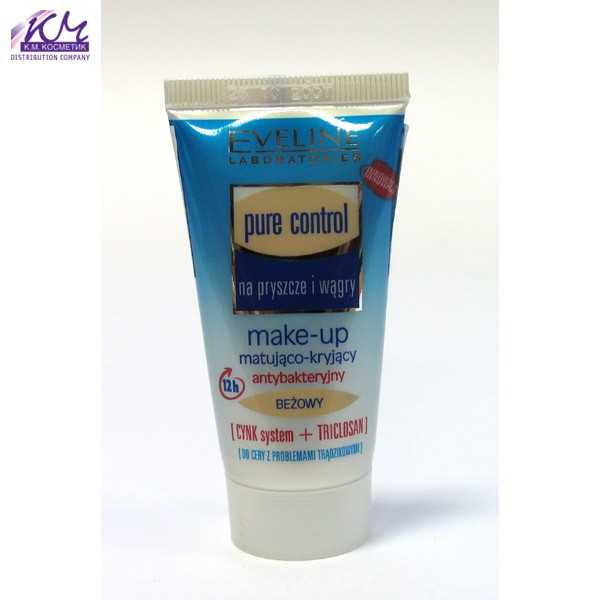 KM
К.М. КОСМЕТИК
DISTRIBUTION COMPANY
EVELINE
LABORATORIES
pure control
na pryszcze i wągry
make-up
matująco-kryjący
antybakteryjny
12h
BEŻOWY
[ CYNK system + TRICLOSAN ]
[ DO CERY Z PROBLEMAMI TRĄDZIKOWYMI ]